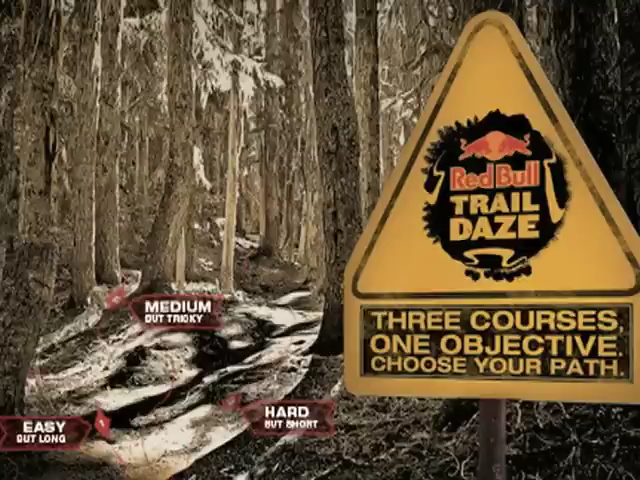 Red Bull
TRAIL
DAZE
THREE COURSES,
ONE OBJECTIVE.
CHOOSE YOUR PATH.
MEDIUM
BUT TRICKY
HARD
BUT SHORT
EASY
BUT LONG